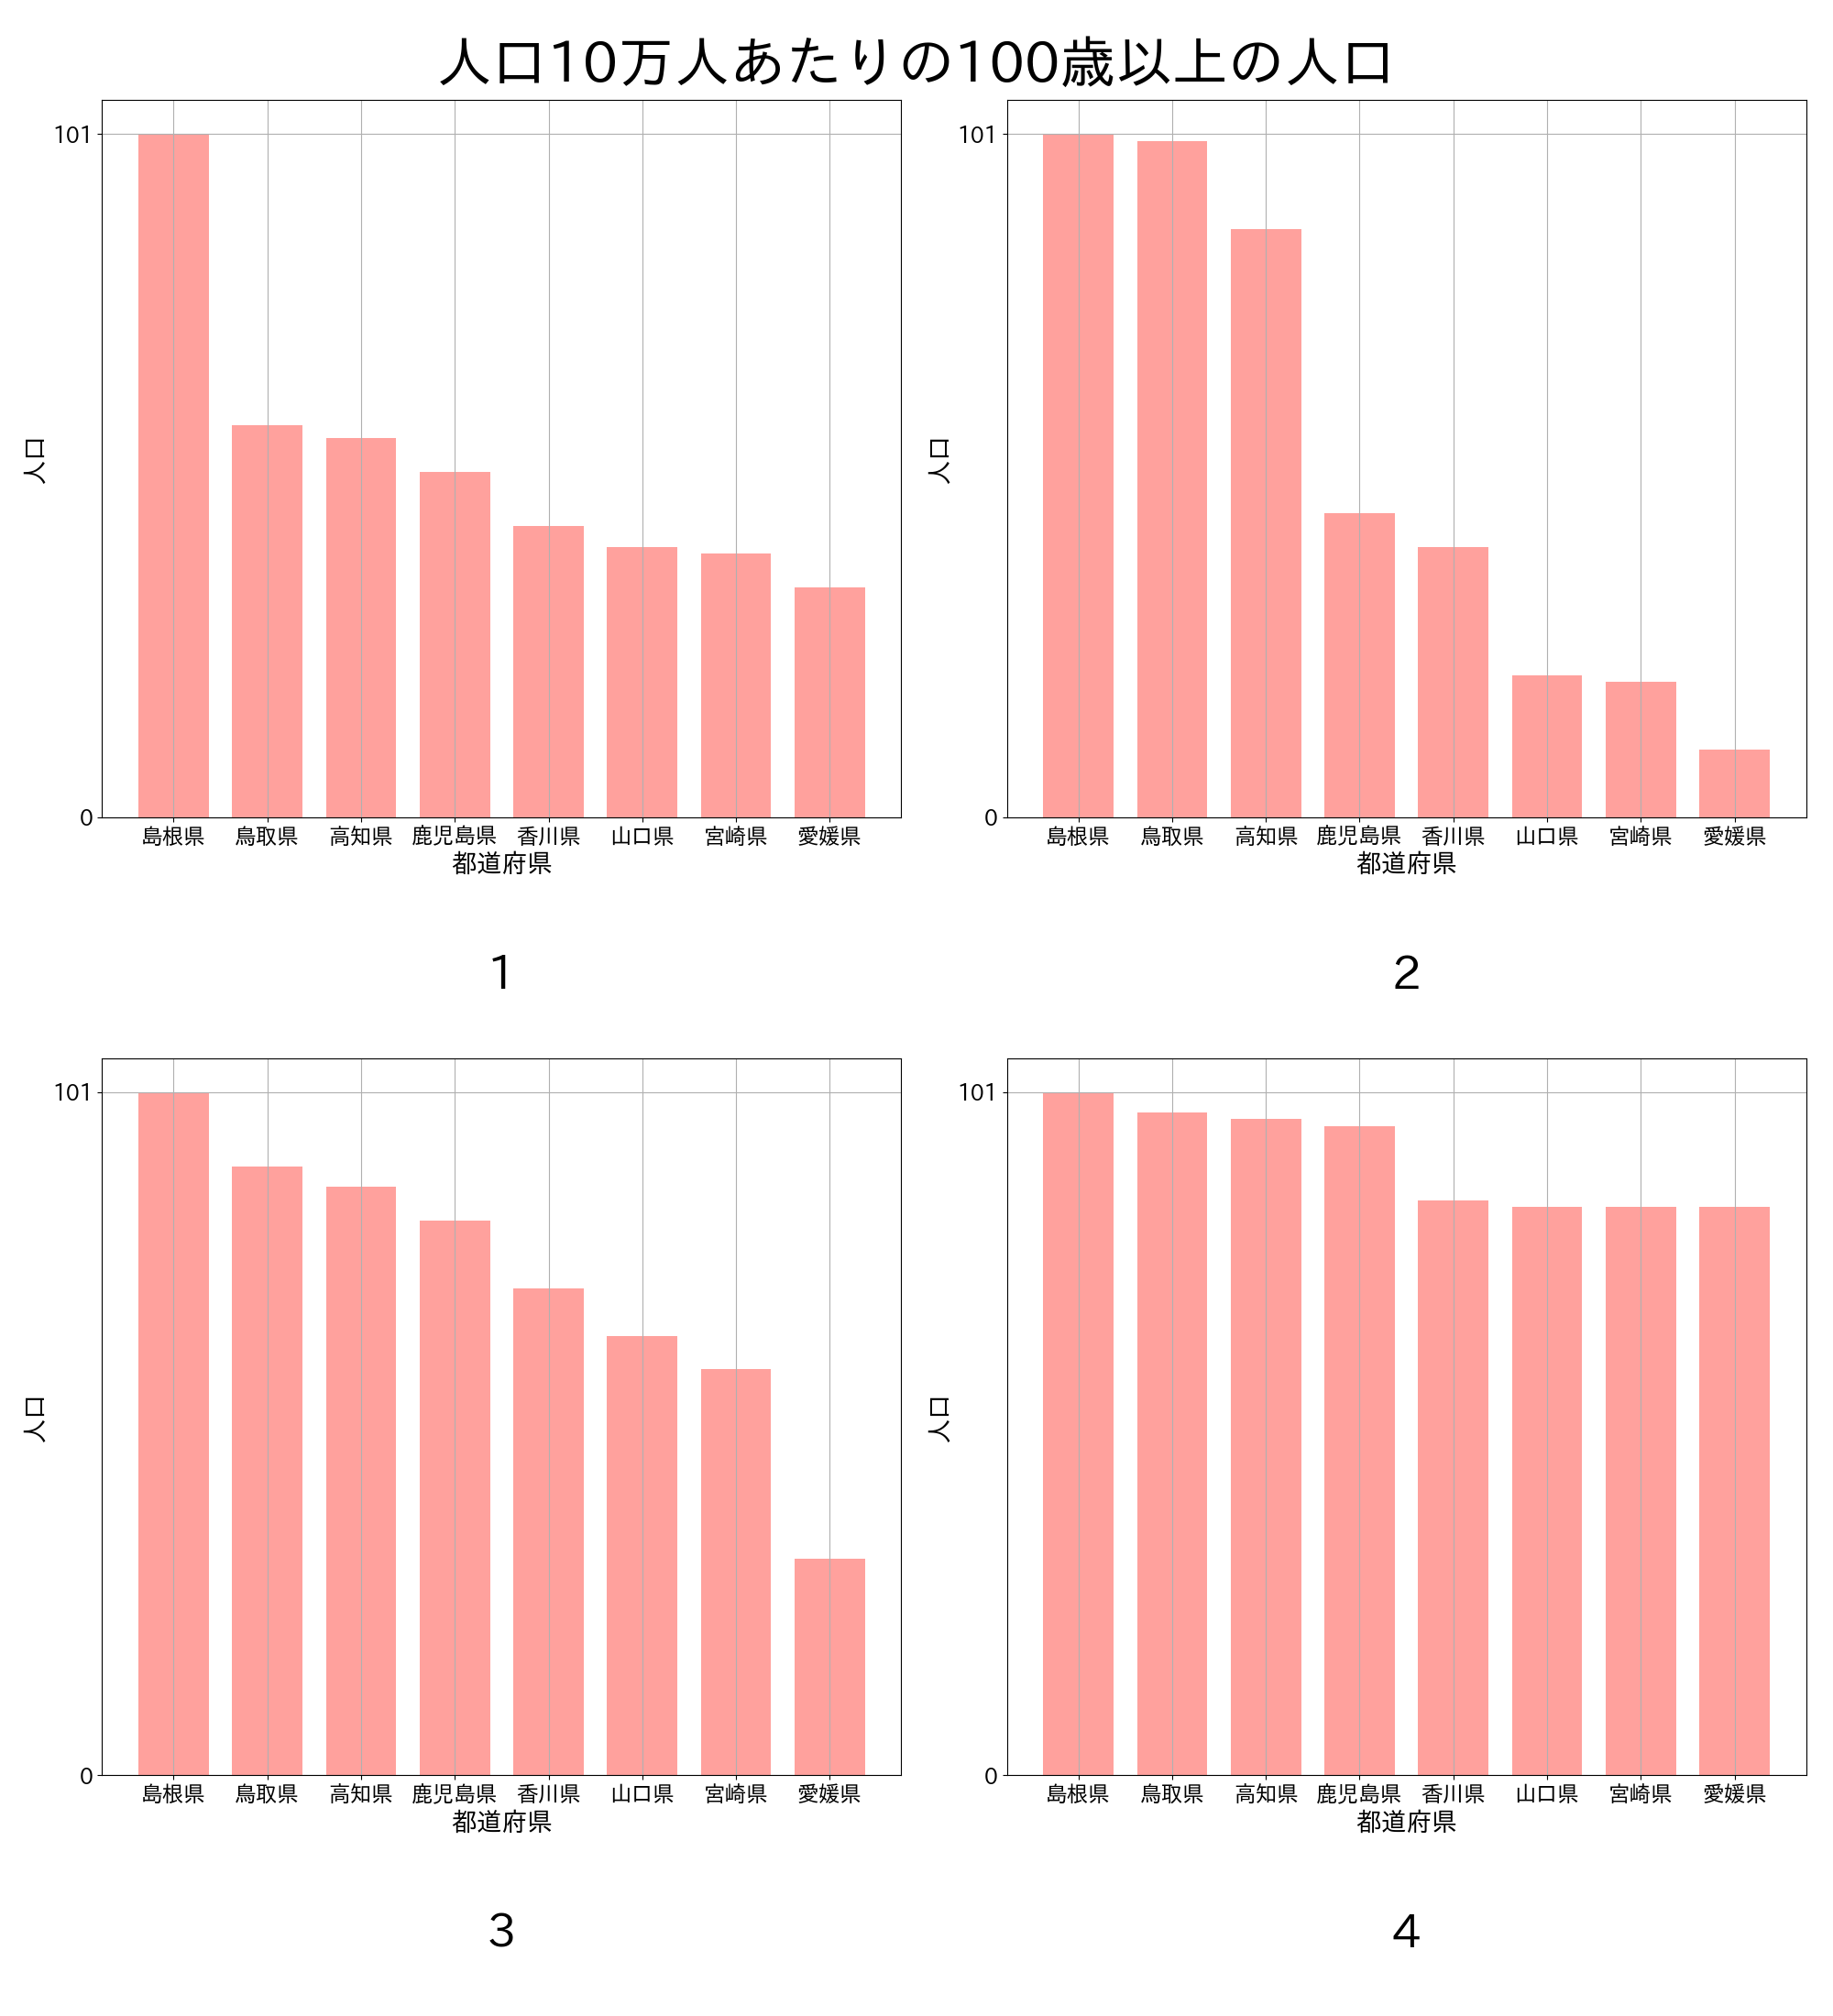 人口10万人あたりの100歳以上の人口
101
人口
0
島根県 鳥取県 高知県 鹿児島県 香川県 山口県 宮崎県 愛媛県
都道府県
1
101
人口
0
島根県 鳥取県 高知県 鹿児島県 香川県 山口県 宮崎県 愛媛県
都道府県
2
101
人口
0
島根県 鳥取県 高知県 鹿児島県 香川県 山口県 宮崎県 愛媛県
都道府県
3
101
人口
0
島根県 鳥取県 高知県 鹿児島県 香川県 山口県 宮崎県 愛媛県
都道府県
4